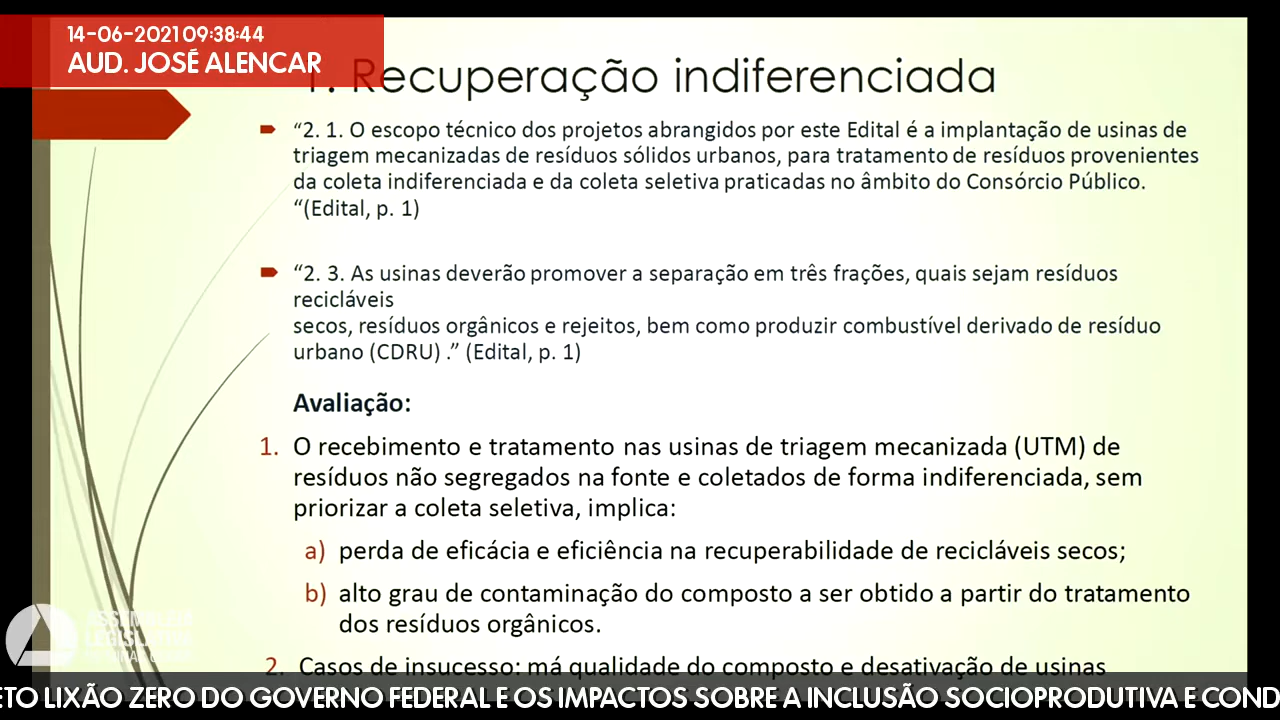 14-06-2021 09:38:44
AUD. JOSÉ ALENCAR
1. Recuperação indiferenciada
“2. 1. O escopo técnico dos projetos abrangidos por este Edital é a implantação de usinas de
triagem mecanizadas de resíduos sólidos urbanos, para tratamento de resíduos provenientes
da coleta indiferenciada e da coleta seletiva praticadas no âmbito do Consórcio Público.
“(Edital, p. 1)
“2. 3. As usinas deverão promover a separação em três frações, quais sejam resíduos
recicláveis
secos, resíduos orgânicos e rejeitos, bem como produzir combustível derivado de resíduo
urbano (CDRU) .” (Edital, p. 1)
Avaliação:
1. O recebimento e tratamento nas usinas de triagem mecanizada (UTM) de
resíduos não segregados na fonte e coletados de forma indiferenciada, sem
priorizar a coleta seletiva, implica:
a) perda de eficácia e eficiência na recuperabilidade de recicláveis secos;
b) alto grau de contaminação do composto a ser obtido a partir do tratamento
dos resíduos orgânicos.
2. Casos de insucesso: má qualidade do composto e desativação de usinas
ASSEMBLEIA
LEGISLATIVA
ETO LIXÃO ZERO DO GOVERNO FEDERAL E OS IMPACTOS SOBRE A INCLUSÃO SOCIOPRODUTIVA E COND